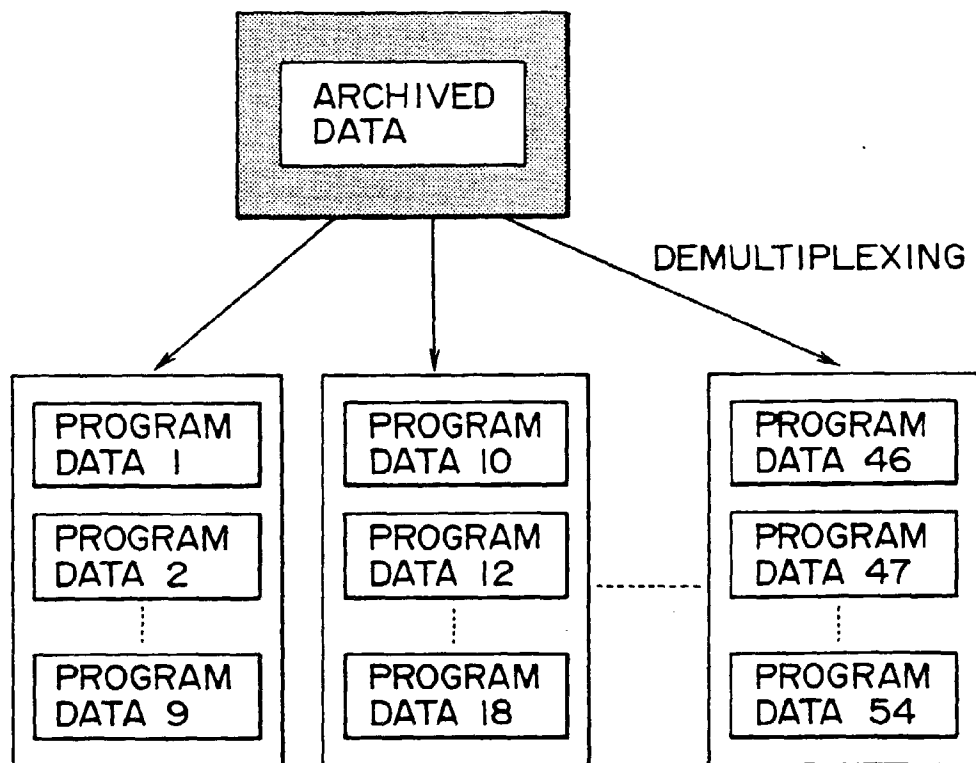 ARCHIVED
DATA
DEMULTIPLEXING
PROGRAM
DATA 1
PROGRAM
DATA 2
PROGRAM
DATA 9
PROGRAM
DATA 10
PROGRAM
DATA 12
PROGRAM
DATA 18
PROGRAM
DATA 46
PROGRAM
DATA 47
PROGRAM
DATA 54